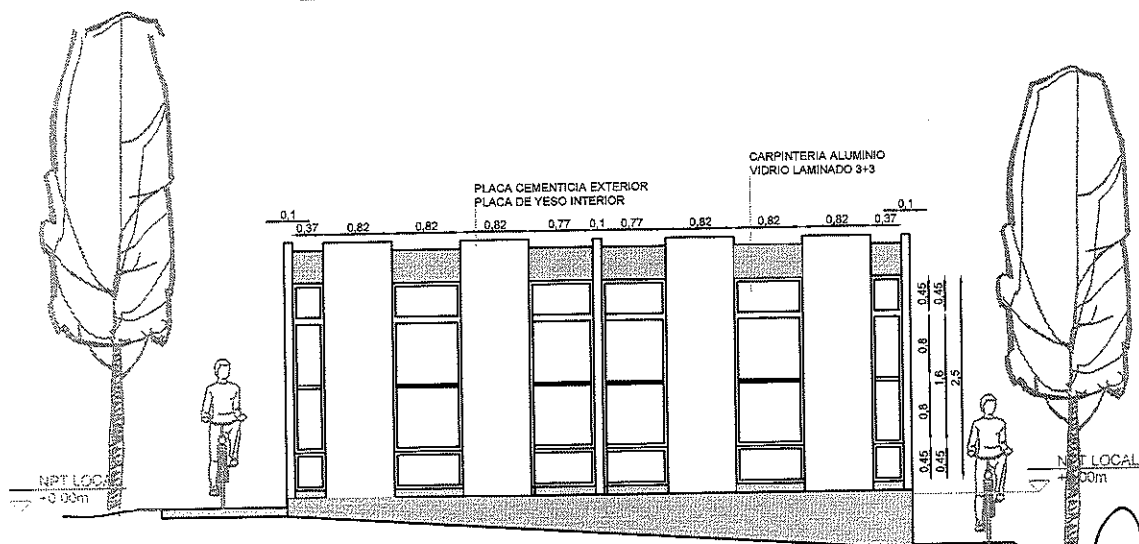 CARPINTERIA ALUMINIO
VIDRIO LAMINADO 3+3
PLACA CEMENTICIA EXTERIOR
PLACA DE YESO INTERIOR
0,1
0,37 0,82 0,82 0,82 0,77 0,1 0,77 0,82 0,82 0,82 0,37
0,1
0,45 0,45
0,8
1,6
2,5
0,8
0,45 0,45
NPT LOCAL
+0.00m
NPT LOCAL